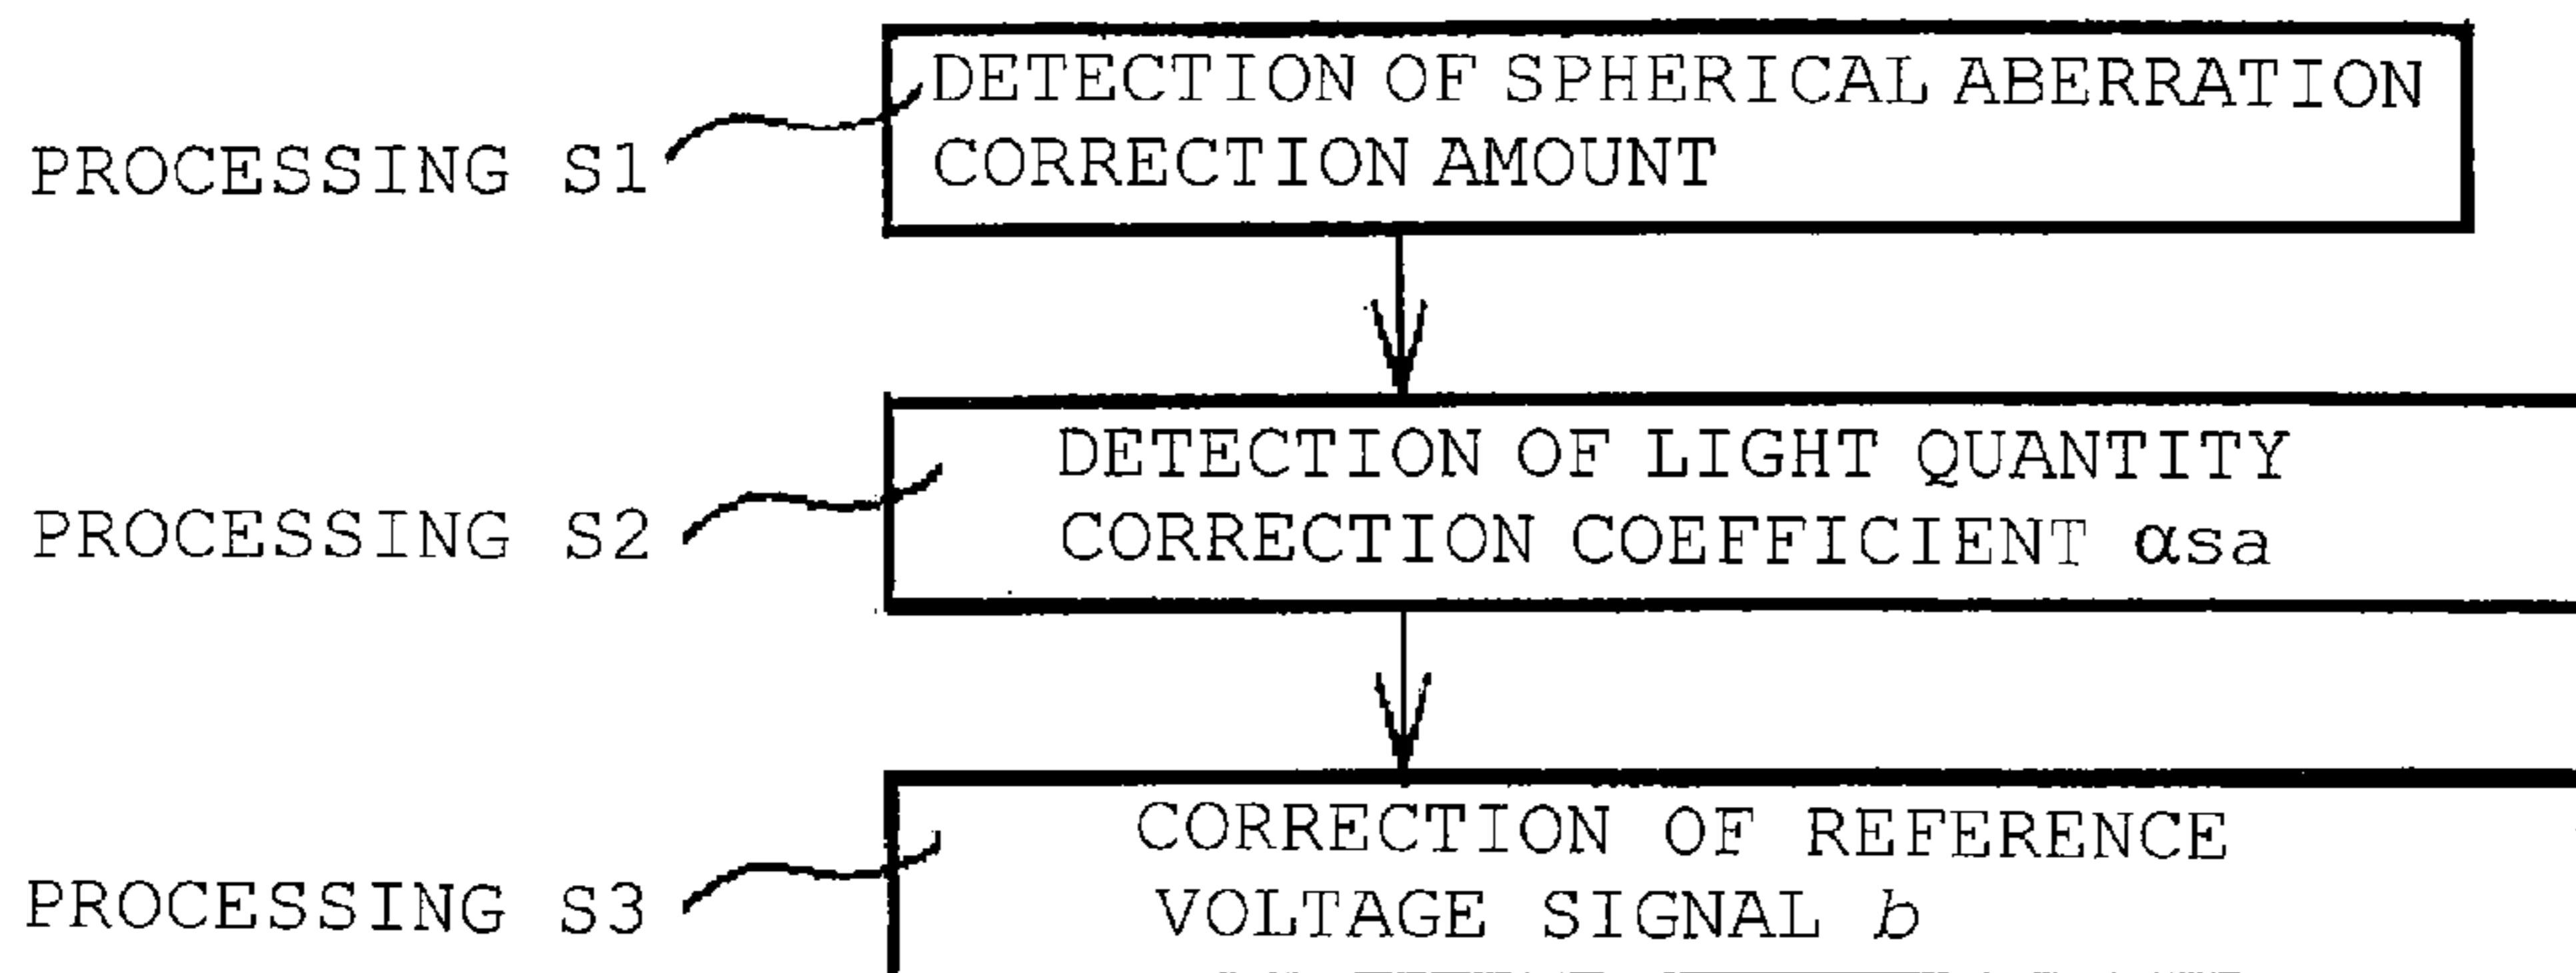 DETECTION OF SPHERICAL ABERRATION
CORRECTION AMOUNT
PROCESSING S1
DETECTION OF LIGHT QUANTITY
CORRECTION COEFFICIENT αsa
PROCESSING S2
CORRECTION OF REFERENCE
VOLTAGE SIGNAL b
PROCESSING S3